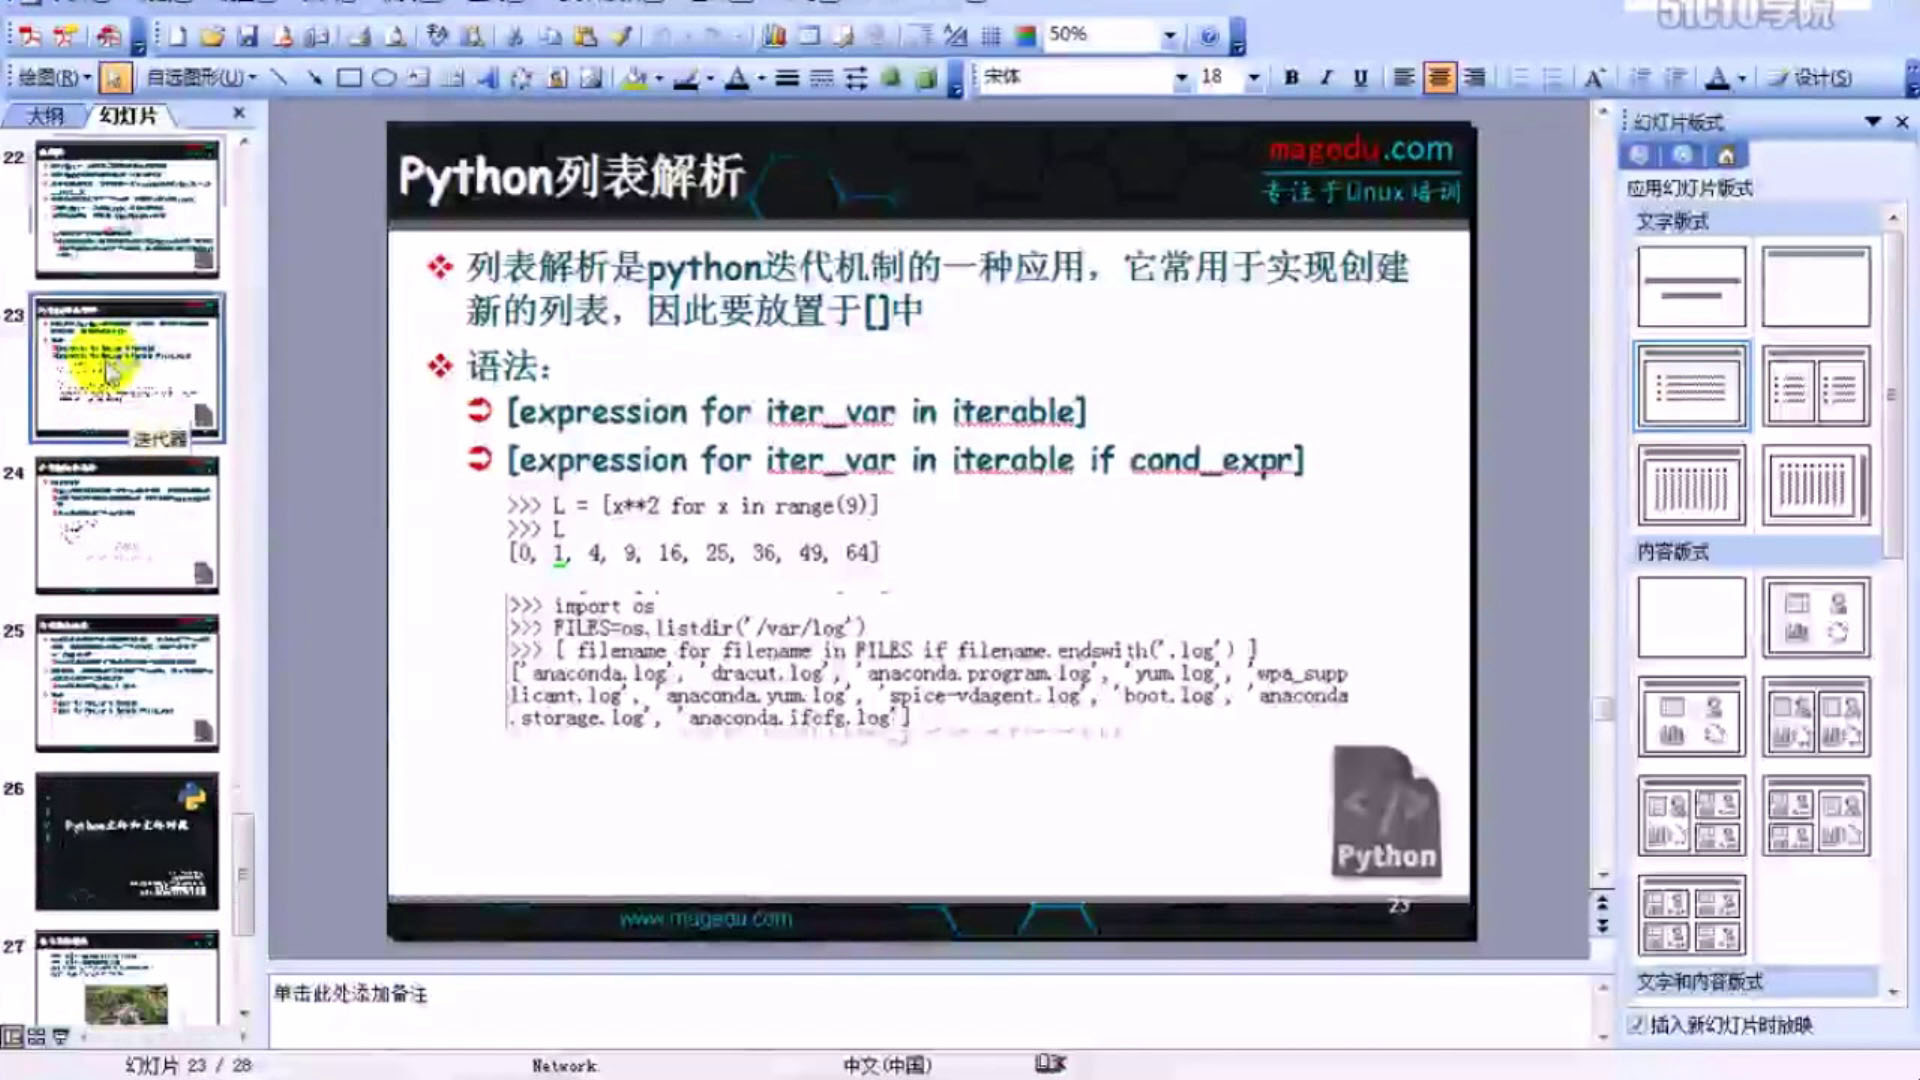 51CTO学院
50%
绘图(R)
自选图形(U)
宋体
18
B I U
设计(S)
大纲
幻灯片
22
23
迭代器
24
25
26
27
Python列表解析
magedu.com
专注于Linux培训
列表解析是python迭代机制的一种应用，它常用于实现创建
新的列表，因此要放置于[]中
语法：
[expression for iter_var in iterable]
[expression for iter_var in iterable if cond_expr]
>>> L = [x**2 for x in range(9)]
>>> L
[0, 1, 4, 9, 16, 25, 36, 49, 64]
>>> import os
>>> FILES=os.listdir('/var/log')
>>> [ filename for filename in FILES if filename.endswith('.log') ]
['anaconda.log', 'dracut.log', 'anaconda.program.log', 'yum.log', 'wpa_supp
licant.log', 'anaconda.yum.log', 'spice-vdagent.log', 'boot.log', 'anaconda
.storage.log', 'anaconda.ifcfg.log']
Python
www.magedu.com
23
单击此处添加备注
幻灯片版式
应用幻灯片版式
文字版式
内容版式
文字和内容版式
插入新幻灯片时放映
幻灯片 23 / 28
Network
中文(中国)